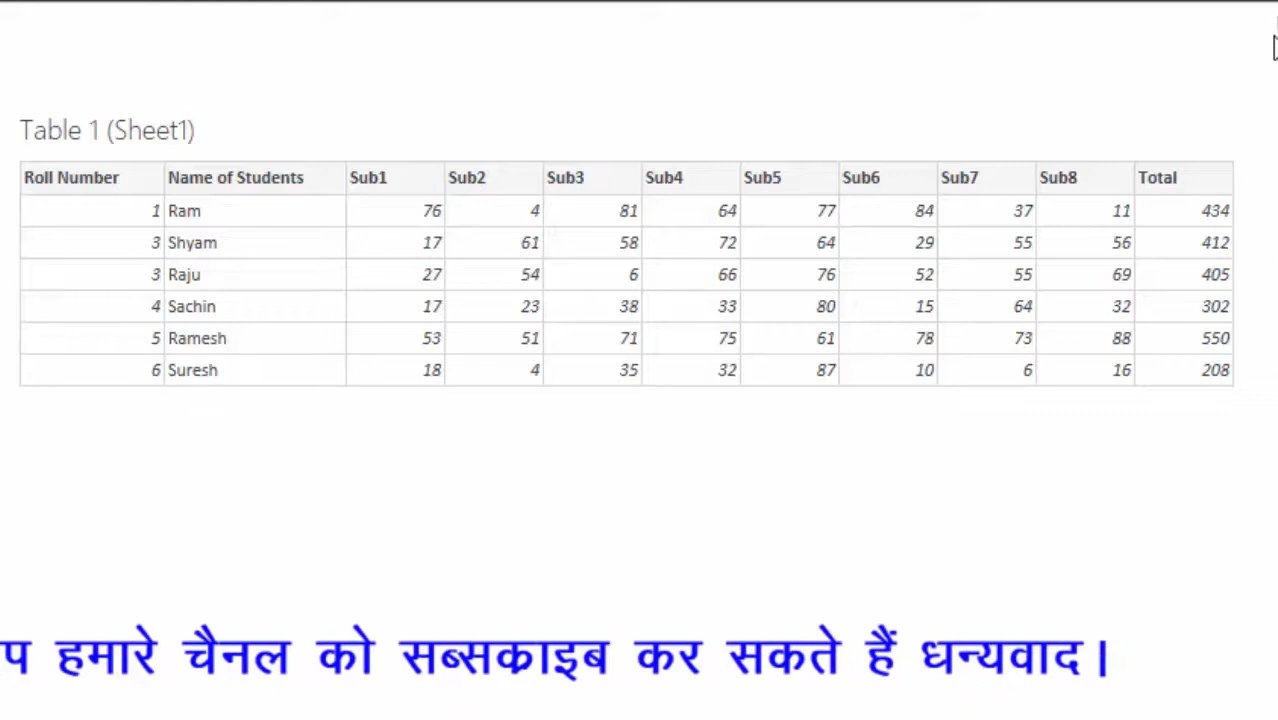 Table 1 (Sheet1)
Roll Number Name of Students Sub1 Sub2 Sub3 Sub4 Sub5 Sub6 Sub7 Sub8 Total
1 Ram 76 4 81 64 77 84 37 11 434
3 Shyam 17 61 58 72 64 29 55 56 412
3 Raju 27 54 6 66 76 52 55 69 405
4 Sachin 17 23 38 33 80 15 64 32 302
5 Ramesh 53 51 71 75 61 78 73 88 550
6 Suresh 18 4 35 32 87 10 6 16 208
प हमारे चैनल को सब्सकाइब कर सकते हैं धन्यवाद।